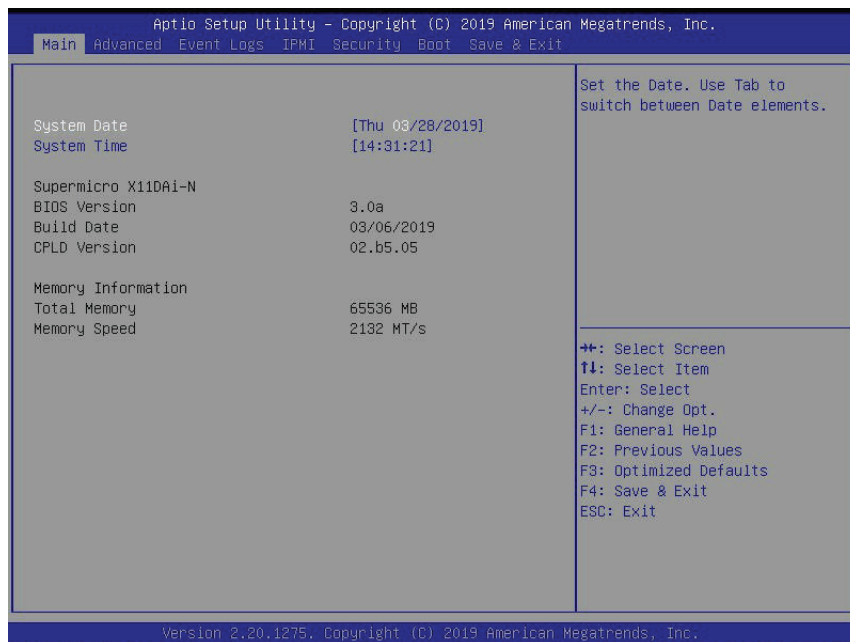 Aptio Setup Utility – Copyright (C) 2019 American Megatrends, Inc.
Main Advanced Event Logs IPMI Security Boot Save & Exit
System Date [Thu 03/28/2019]
System Time [14:31:21]
Supermicro X11DAi-N
BIOS Version 3.0a
Build Date 03/06/2019
CPLD Version 02.b5.05
Memory Information
Total Memory 65536 MB
Memory Speed 2132 MT/s
Set the Date. Use Tab to
switch between Date elements.
→←: Select Screen
↑↓: Select Item
Enter: Select
+/-: Change Opt.
F1: General Help
F2: Previous Values
F3: Optimized Defaults
F4: Save & Exit
ESC: Exit
Version 2.20.1275. Copyright (C) 2019 American Megatrends, Inc.